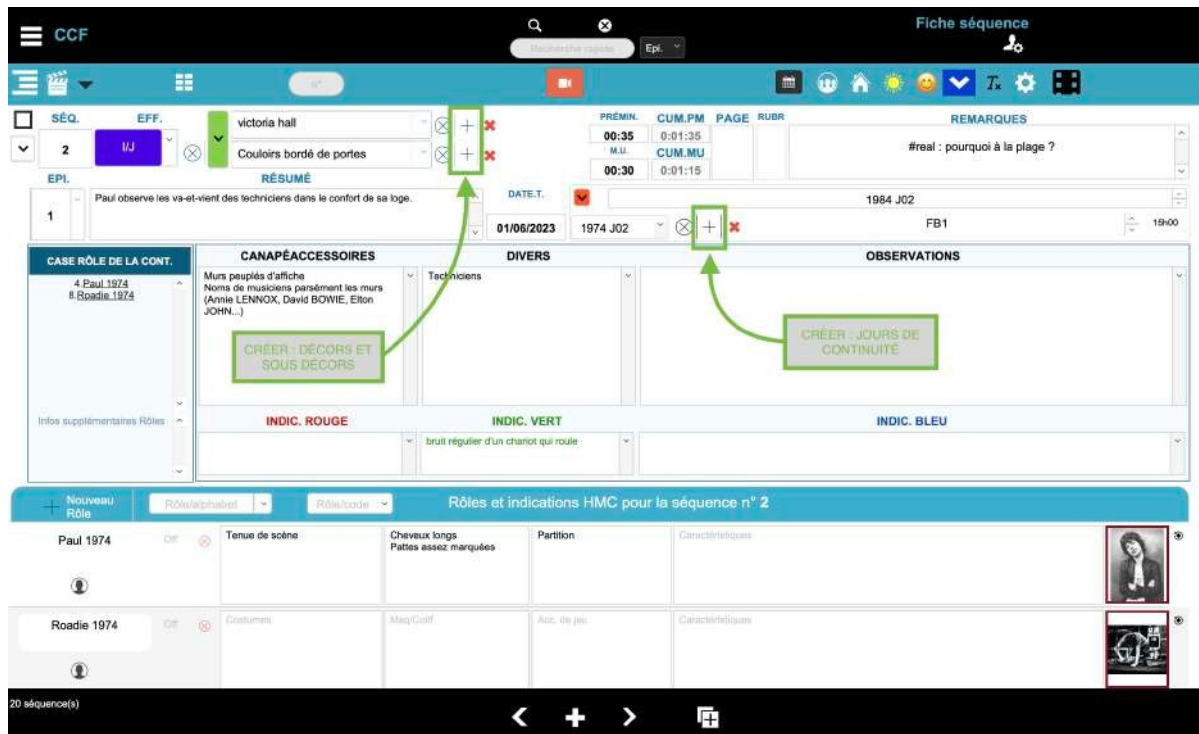 CCF
Fiche séquence
Recherche rapide
Epi.
n°
SÉQ.
EFF.
2
I/J
victoria hall
Couloirs bordé de portes
PRÉMIN.
CUM.PM
PAGE
RUBR
REMARQUES
00:35
0:01:35
#real : pourquoi à la plage ?
M.U.
CUM.MU
00:30
0:01:15
EPI.
RÉSUMÉ
1
Paul observe les va-et-vient des techniciens dans le confort de sa loge.
DATE.T.
1984 J02
01/06/2023
1974 J02
FB1
15h00
CASE RÔLE DE LA CONT.
4.Paul 1974
8.Roadie 1974
Infos supplémentaires Rôles
CANAPÉACCESSOIRES
DIVERS
OBSERVATIONS
Murs peuplés d'affiche
Noms de musiciens parsèment les murs
(Annie LENNOX, David BOWIE, Elton
JOHN...)
Techniciens
CRÉER : DÉCORS ET
SOUS DÉCORS
CRÉER : JOURS DE
CONTINUITÉ
INDIC. ROUGE
INDIC. VERT
INDIC. BLEU
bruit régulier d'un chariot qui roule
Nouveau
Rôle
Rôle/alphabet
Rôle/code
Rôles et indications HMC pour la séquence n° 2
Paul 1974
Off
Tenue de scène
Cheveux longs
Pattes assez marquées
Partition
Caractéristiques
Roadie 1974
Off
Costumes
Maq/Coiff
Acc. de jeu
Caractéristiques
20 séquence(s)